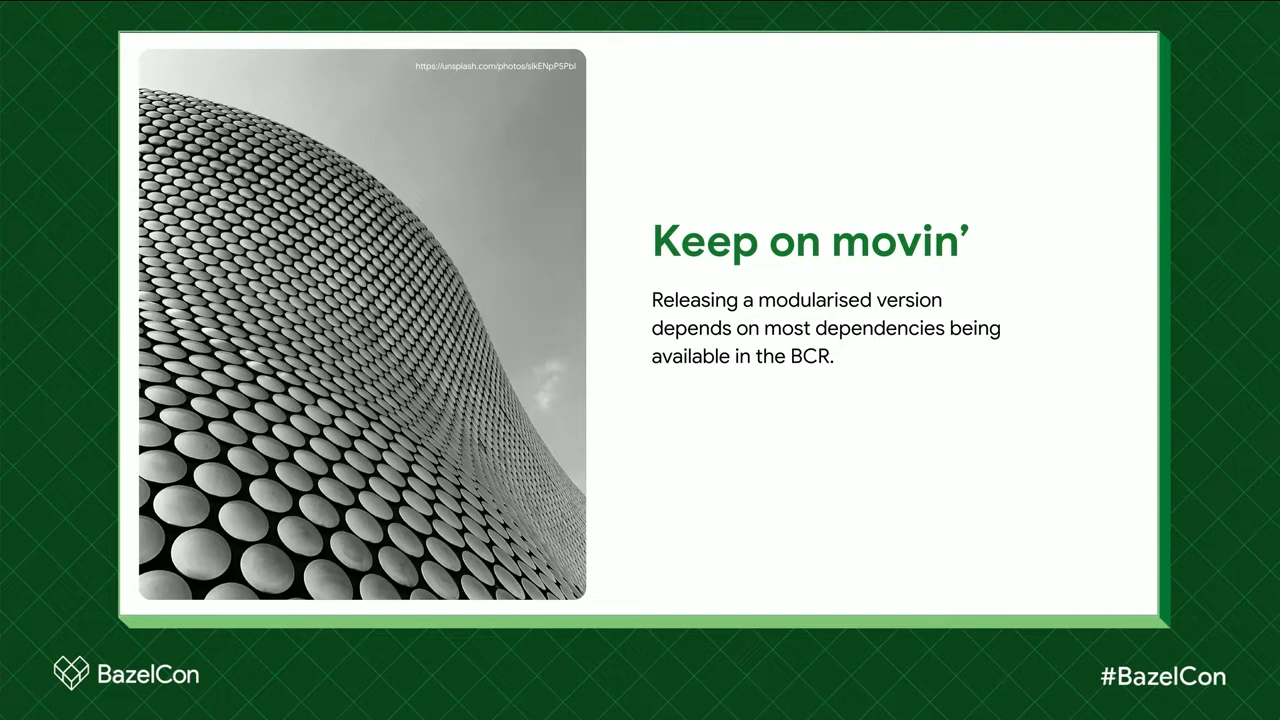 https://unsplash.com/photos/slkENpP5PbI
Keep on movin’
Releasing a modularised version
depends on most dependencies being
available in the BCR.
BazelCon
#BazelCon